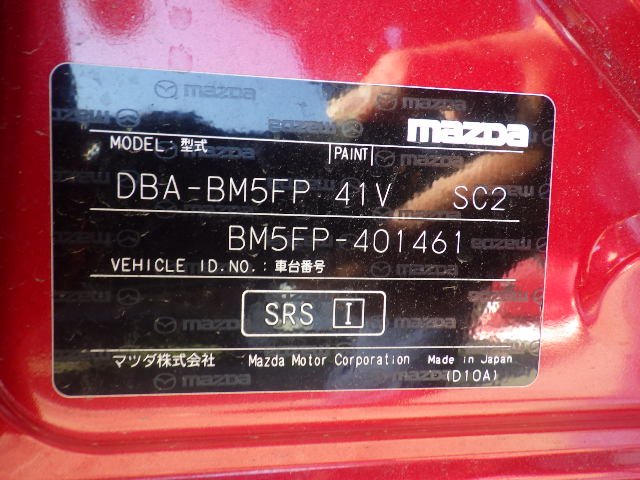 mazda
MODEL: 型式 PAINT
DBA-BM5FP 41V SC2
BM5FP-401461
VEHICLE ID.NO.: 車台番号
SRS I
マツダ株式会社 Mazda Motor Corporation Made in Japan
(D10A)